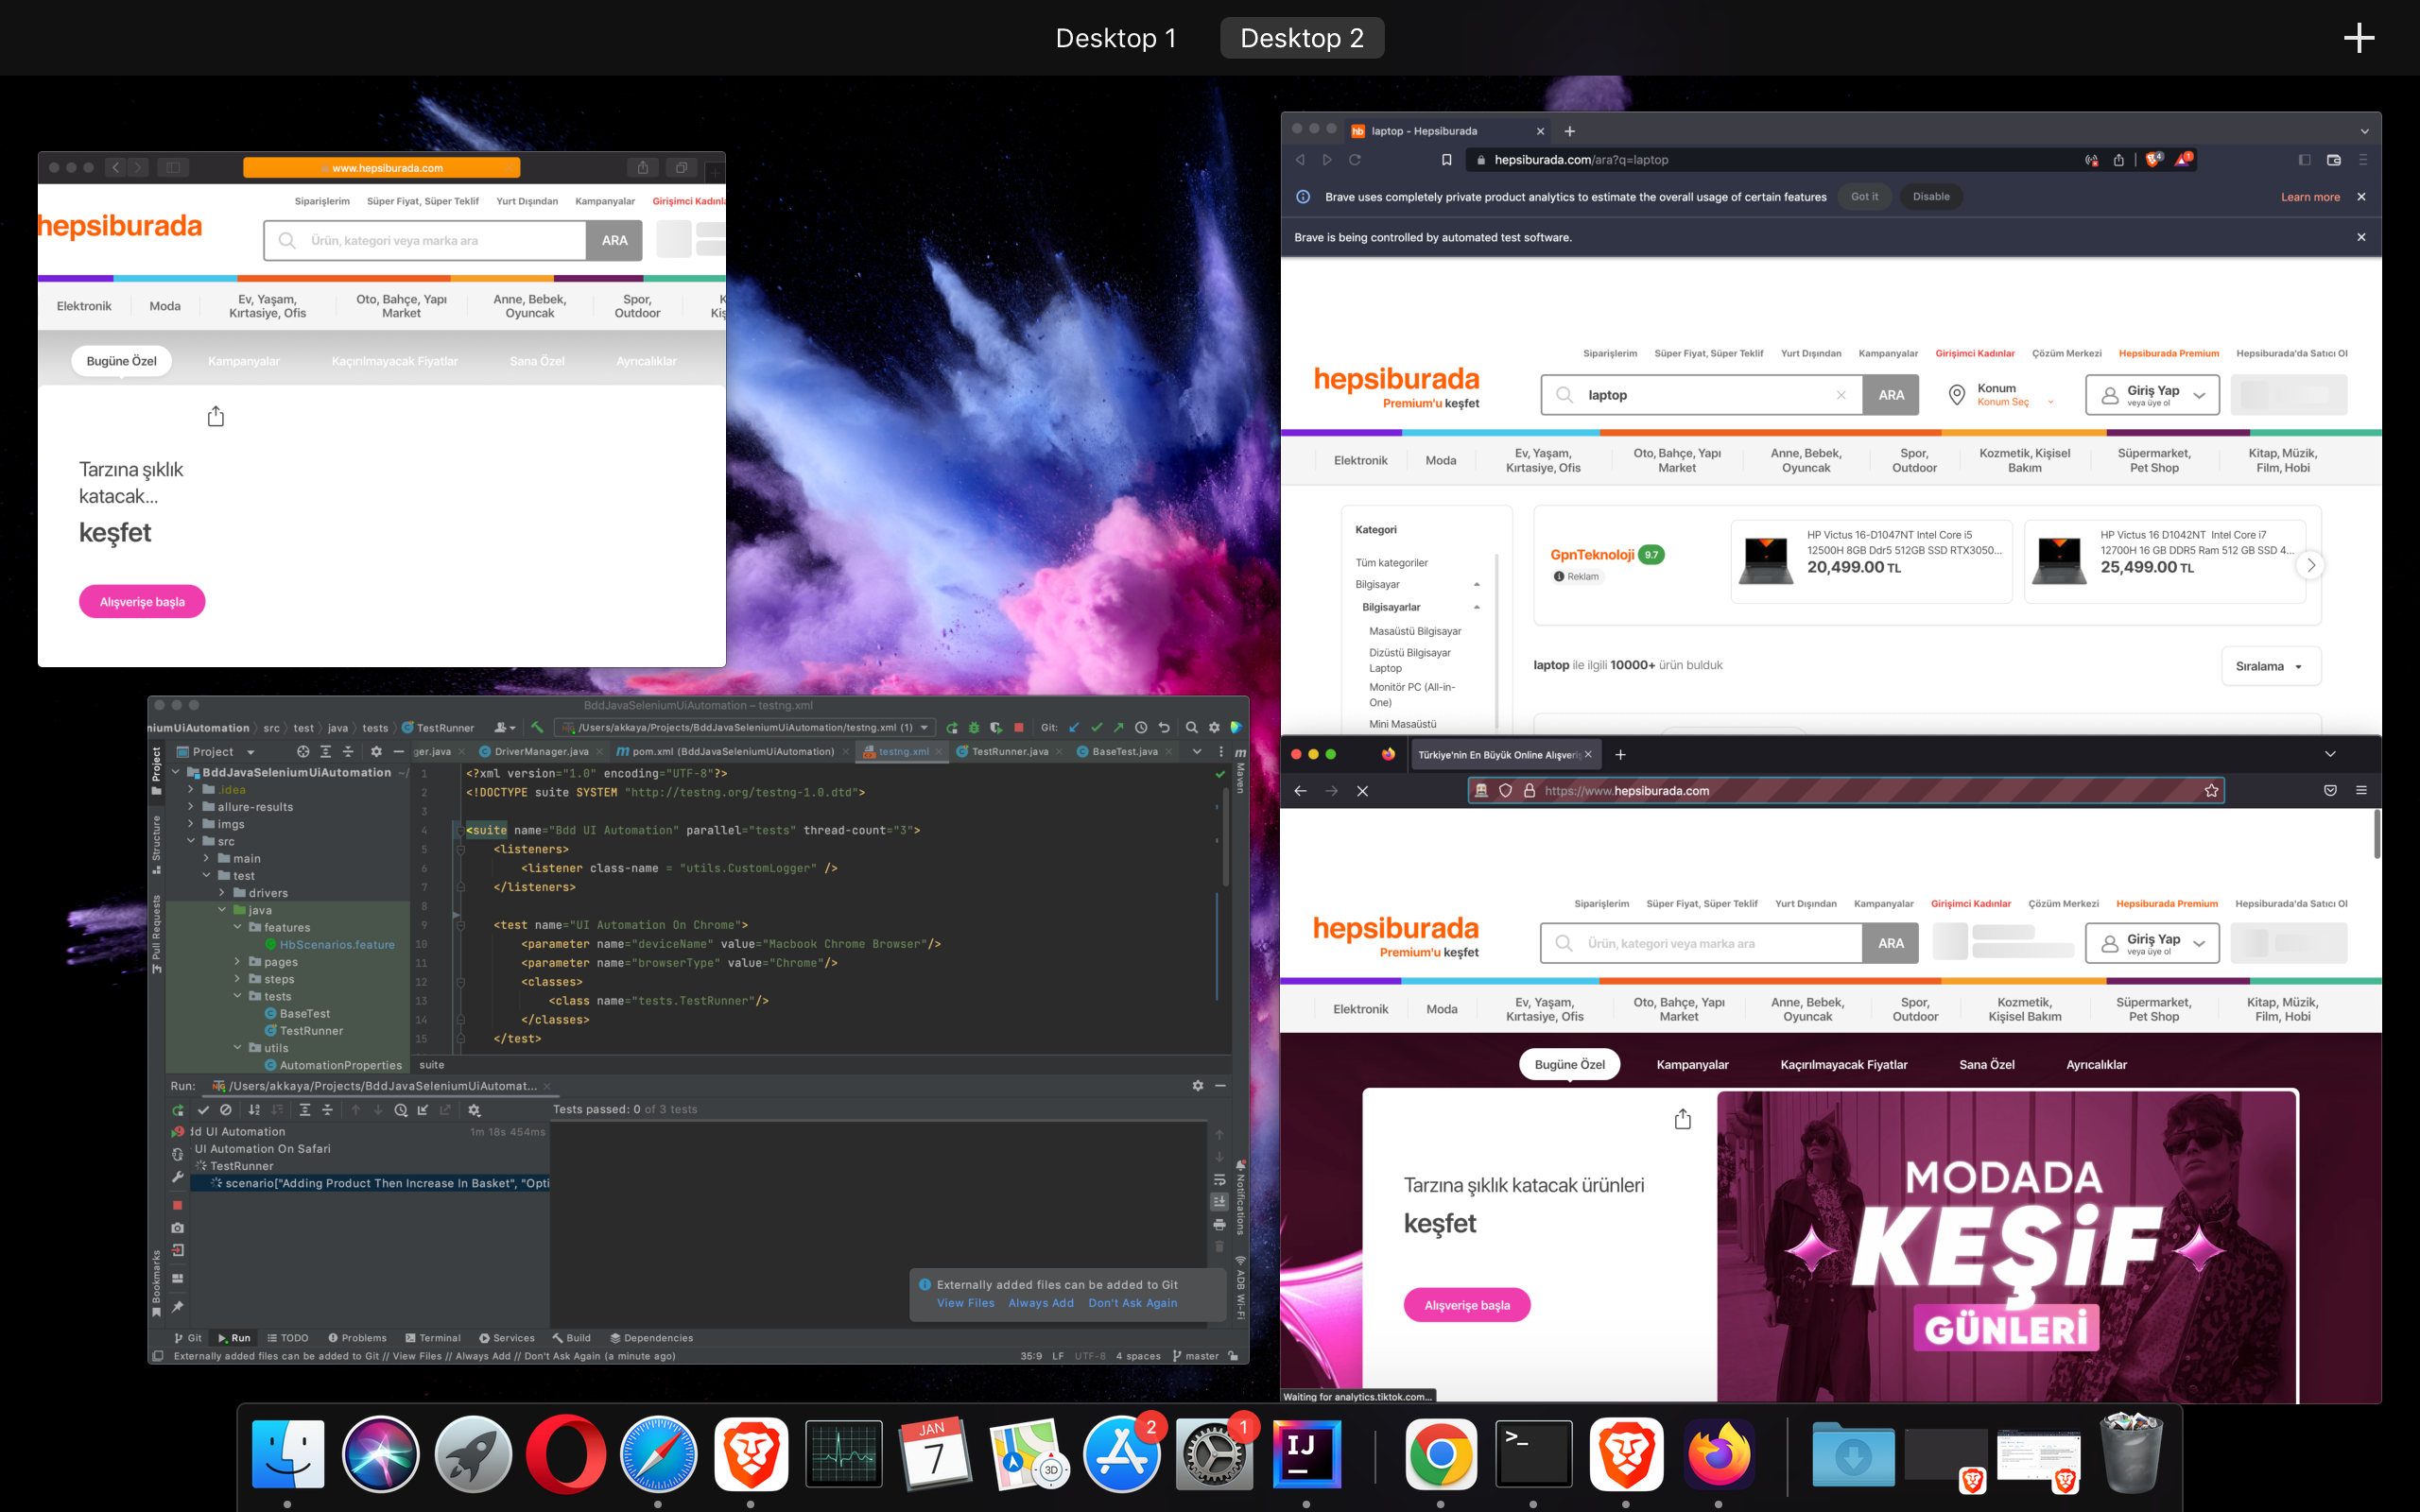 Desktop 1
Desktop 2
www.hepsiburada.com
Siparişlerim Süper Fiyat, Süper Teklif Yurt Dışından Kampanyalar Girişimci Kadınla
hepsiburada
Ürün, kategori veya marka ara
ARA
Elektronik
Moda
Ev, Yaşam,
Kırtasiye, Ofis
Oto, Bahçe, Yapı
Market
Anne, Bebek,
Oyuncak
Spor,
Outdoor
K
Kiş
Bugüne Özel
Kampanyalar
Kaçırılmayacak Fiyatlar
Sana Özel
Ayrıcalıklar
Tarzına şıklık
katacak...
keşfet
Alışverişe başla
hb laptop - Hepsiburada
hepsiburada.com/ara?q=laptop
4
1
Brave uses completely private product analytics to estimate the overall usage of certain features
Got it
Disable
Learn more
Brave is being controlled by automated test software.
Siparişlerim Süper Fiyat, Süper Teklif Yurt Dışından Kampanyalar Girişimci Kadınlar Çözüm Merkezi Hepsiburada Premium Hepsiburada'da Satıcı Ol
hepsiburada
Premium'u keşfet
laptop
ARA
Konum
Konum Seç
Giriş Yap
veya üye ol
Elektronik
Moda
Ev, Yaşam,
Kırtasiye, Ofis
Oto, Bahçe, Yapı
Market
Anne, Bebek,
Oyuncak
Spor,
Outdoor
Kozmetik, Kişisel
Bakım
Süpermarket,
Pet Shop
Kitap, Müzik,
Film, Hobi
Kategori
Tüm kategoriler
Bilgisayar
Bilgisayarlar
Masaüstü Bilgisayar
Dizüstü Bilgisayar
Laptop
Monitör PC (All-in-
One)
Mini Masaüstü
GpnTeknoloji 9.7
Reklam
HP Victus 16-D1047NT Intel Core i5
12500H 8GB Ddr5 512GB SSD RTX3050...
20,499.00 TL
HP Victus 16 D1042NT Intel Core i7
12700H 16 GB DDR5 Ram 512 GB SSD 4...
25,499.00 TL
laptop ile ilgili 10000+ ürün bulduk
Sıralama
BddJavaSeleniumUiAutomation – testng.xml
niumUiAutomation src test java tests TestRunner
/Users/akkaya/Projects/BddJavaSeleniumUiAutomation/testng.xml (1)
Git:
Project
ger.java
DriverManager.java
pom.xml (BddJavaSeleniumUiAutomation)
testng.xml
TestRunner.java
BaseTest.java
Project
Structure
Pull Requests
Bookmarks
Maven
Notifications
ADB Wi-Fi
BddJavaSeleniumUiAutomation ~/
.idea
allure-results
imgs
src
main
test
drivers
java
features
HbScenarios.feature
pages
steps
tests
BaseTest
TestRunner
utils
AutomationProperties
1 <?xml version="1.0" encoding="UTF-8"?>
2 <!DOCTYPE suite SYSTEM "http://testng.org/testng-1.0.dtd">
3
4 <suite name="Bdd UI Automation" parallel="tests" thread-count="3">
5 <listeners>
6 <listener class-name = "utils.CustomLogger" />
7 </listeners>
8
9 <test name="UI Automation On Chrome">
10 <parameter name="deviceName" value="Macbook Chrome Browser"/>
11 <parameter name="browserType" value="Chrome"/>
12 <classes>
13 <class name="tests.TestRunner"/>
14 </classes>
15 </test>
suite
Run: /Users/akkaya/Projects/BddJavaSeleniumUiAutomat...
Tests passed: 0 of 3 tests
dd UI Automation 1m 18s 454ms
UI Automation On Safari
TestRunner
scenario["Adding Product Then Increase In Basket", "Opti
Externally added files can be added to Git
View Files Always Add Don't Ask Again
Git Run TODO Problems Terminal Services Build Dependencies
Externally added files can be added to Git // View Files // Always Add // Don't Ask Again (a minute ago)
35:9 LF UTF-8 4 spaces master
Türkiye'nin En Büyük Online Alışveriş
https://www.hepsiburada.com
Siparişlerim Süper Fiyat, Süper Teklif Yurt Dışından Kampanyalar Girişimci Kadınlar Çözüm Merkezi Hepsiburada Premium Hepsiburada'da Satıcı Ol
hepsiburada
Premium'u keşfet
Ürün, kategori veya marka ara
ARA
Giriş Yap
veya üye ol
Elektronik
Moda
Ev, Yaşam,
Kırtasiye, Ofis
Oto, Bahçe, Yapı
Market
Anne, Bebek,
Oyuncak
Spor,
Outdoor
Kozmetik,
Kişisel Bakım
Süpermarket,
Pet Shop
Kitap, Müzik,
Film, Hobi
Bugüne Özel
Kampanyalar
Kaçırılmayacak Fiyatlar
Sana Özel
Ayrıcalıklar
Tarzına şıklık katacak ürünleri
keşfet
Alışverişe başla
MODADA
KEŞİF
GÜNLERİ
Waiting for analytics.tiktok.com...
JAN
7
3D
2
1
IJ
>_